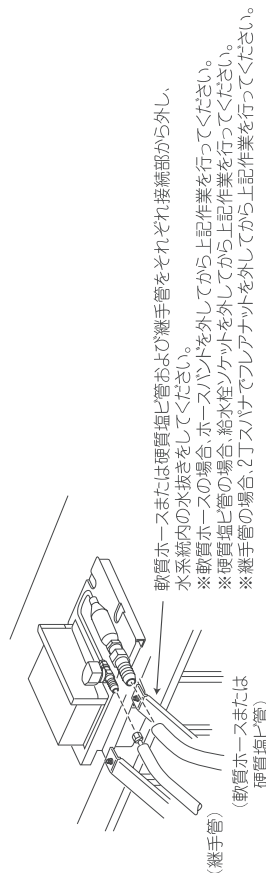 軟質ホースまたは硬質塩ビ管および継手管をそれぞれ接続部から外し、
水系統内の水抜きをしてください。
※軟質ホースの場合、ホースバンドを外してから上記作業を行ってください。
※硬質塩ビ管の場合、給水栓ソケットを外してから上記作業を行ってください。
※継手管の場合、2丁スパナでフレアナットを外してから上記作業を行ってください。
(継手管)
(軟質ホースまたは
硬質塩ビ管)